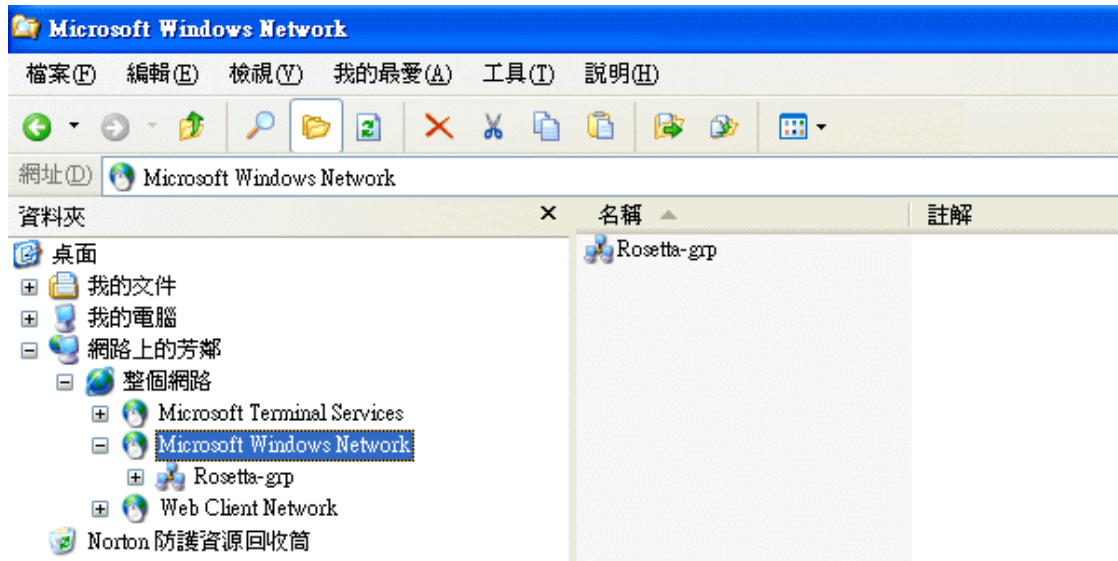 Microsoft Windows Network
檔案(F) 編輯(E) 檢視(V) 我的最愛(A) 工具(T) 說明(H)
網址(D) Microsoft Windows Network
資料夾 × 名稱 註解
桌面 Rosetta-grp
我的文件
我的電腦
網路上的芳鄰
整個網路
Microsoft Terminal Services
Microsoft Windows Network
Rosetta-grp
Web Client Network
Norton 防護資源回收筒